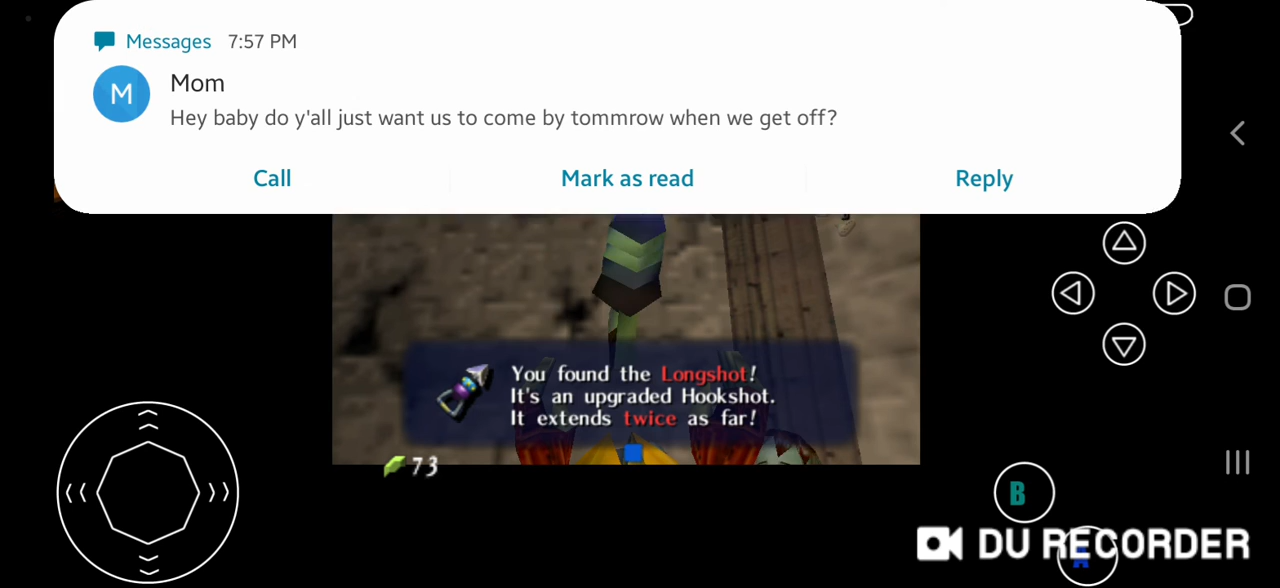 Messages 7:57 PM
M
Mom
Hey baby do y'all just want us to come by tommrow when we get off?
Call Mark as read Reply
You found the Longshot!
It's an upgraded Hookshot.
It extends twice as far!
73
B
A
DU RECORDER